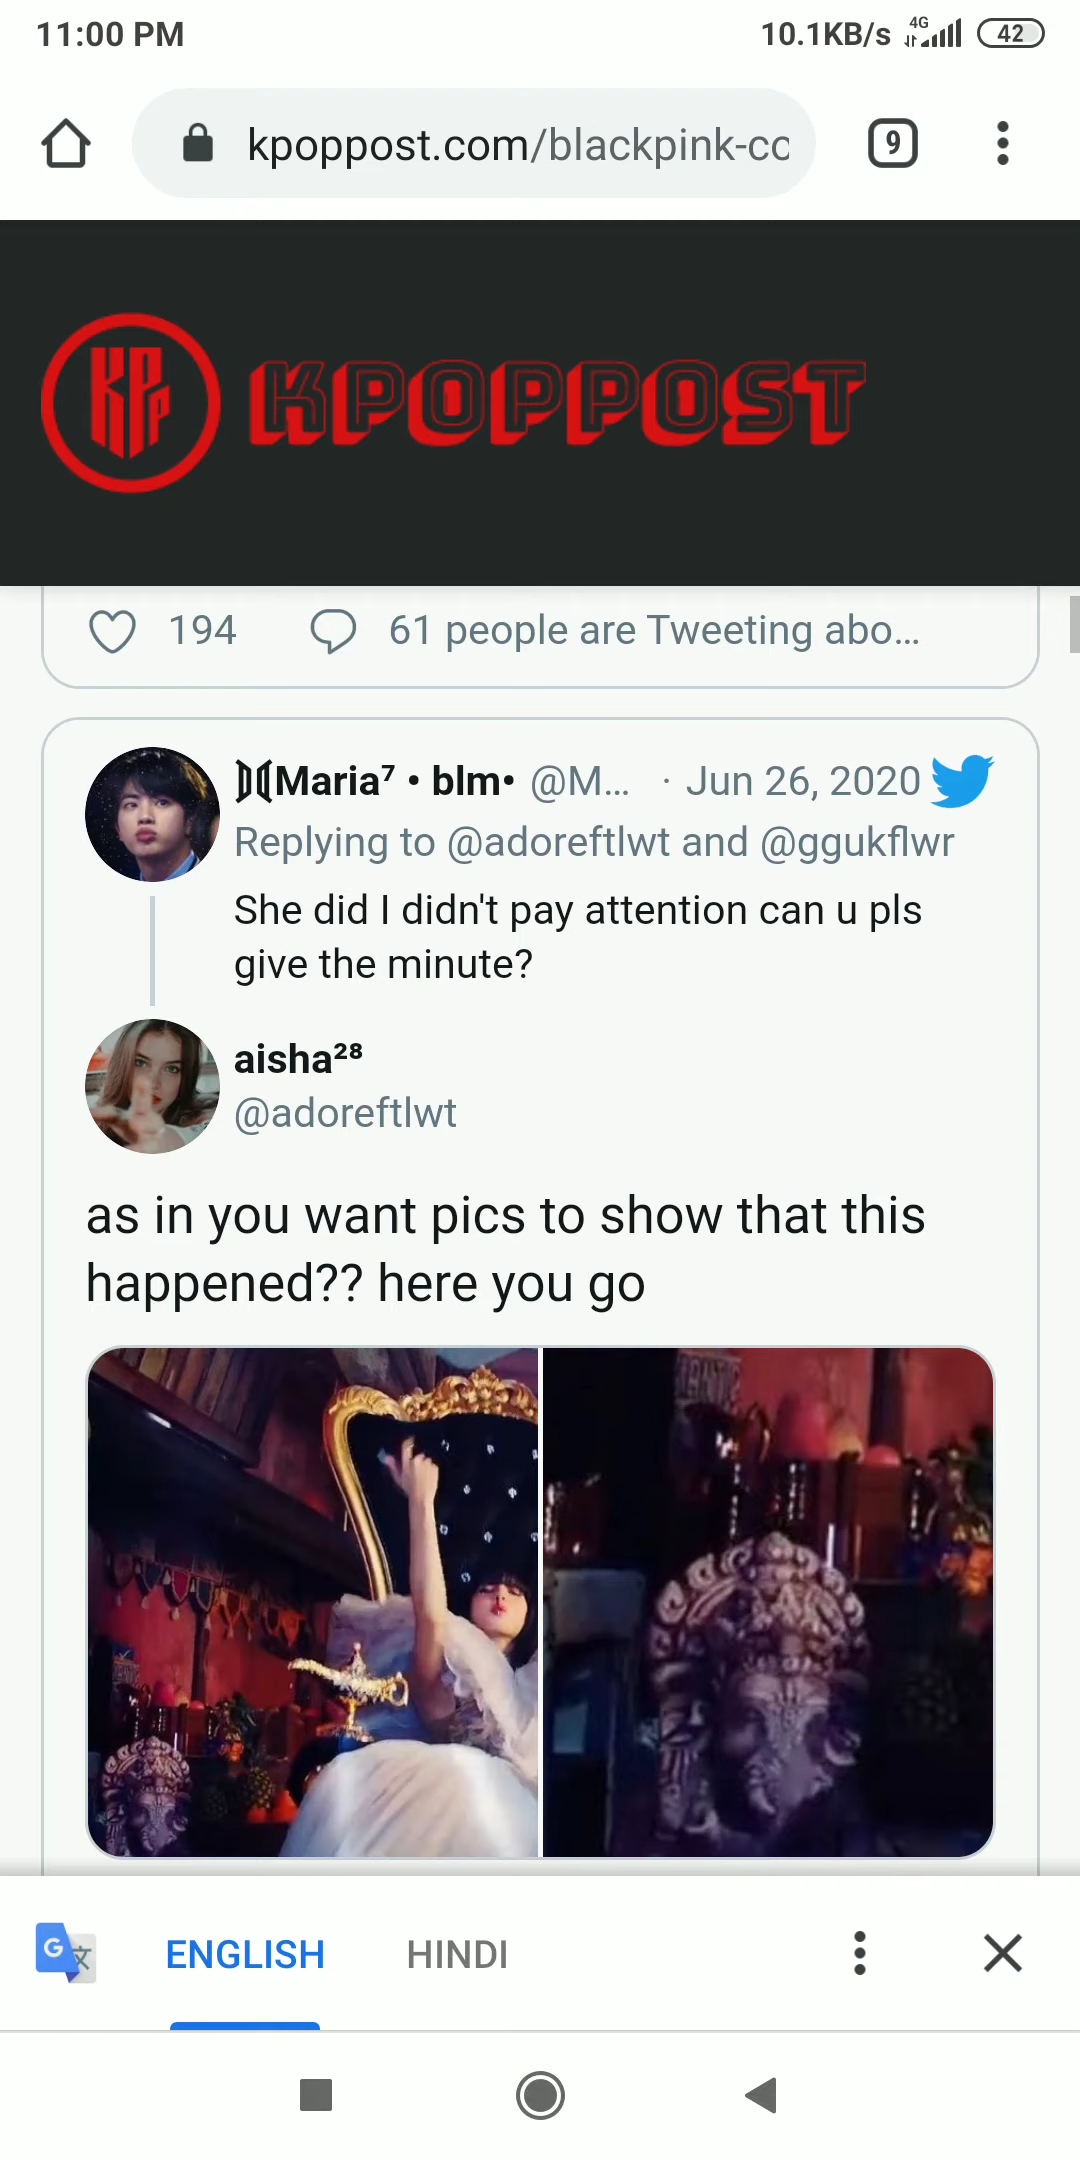 11:00 PM 10.1KB/s 4G 42
kpoppost.com/blackpink-cc 9
KPOPPOST
194 61 people are Tweeting abo...
Maria⁷ • blm• @M... · Jun 26, 2020
Replying to @adoreftlwt and @ggukflwr
She did I didn't pay attention can u pls
give the minute?
aisha²⁸
@adoreftlwt
as in you want pics to show that this
happened?? here you go
ENGLISH HINDI